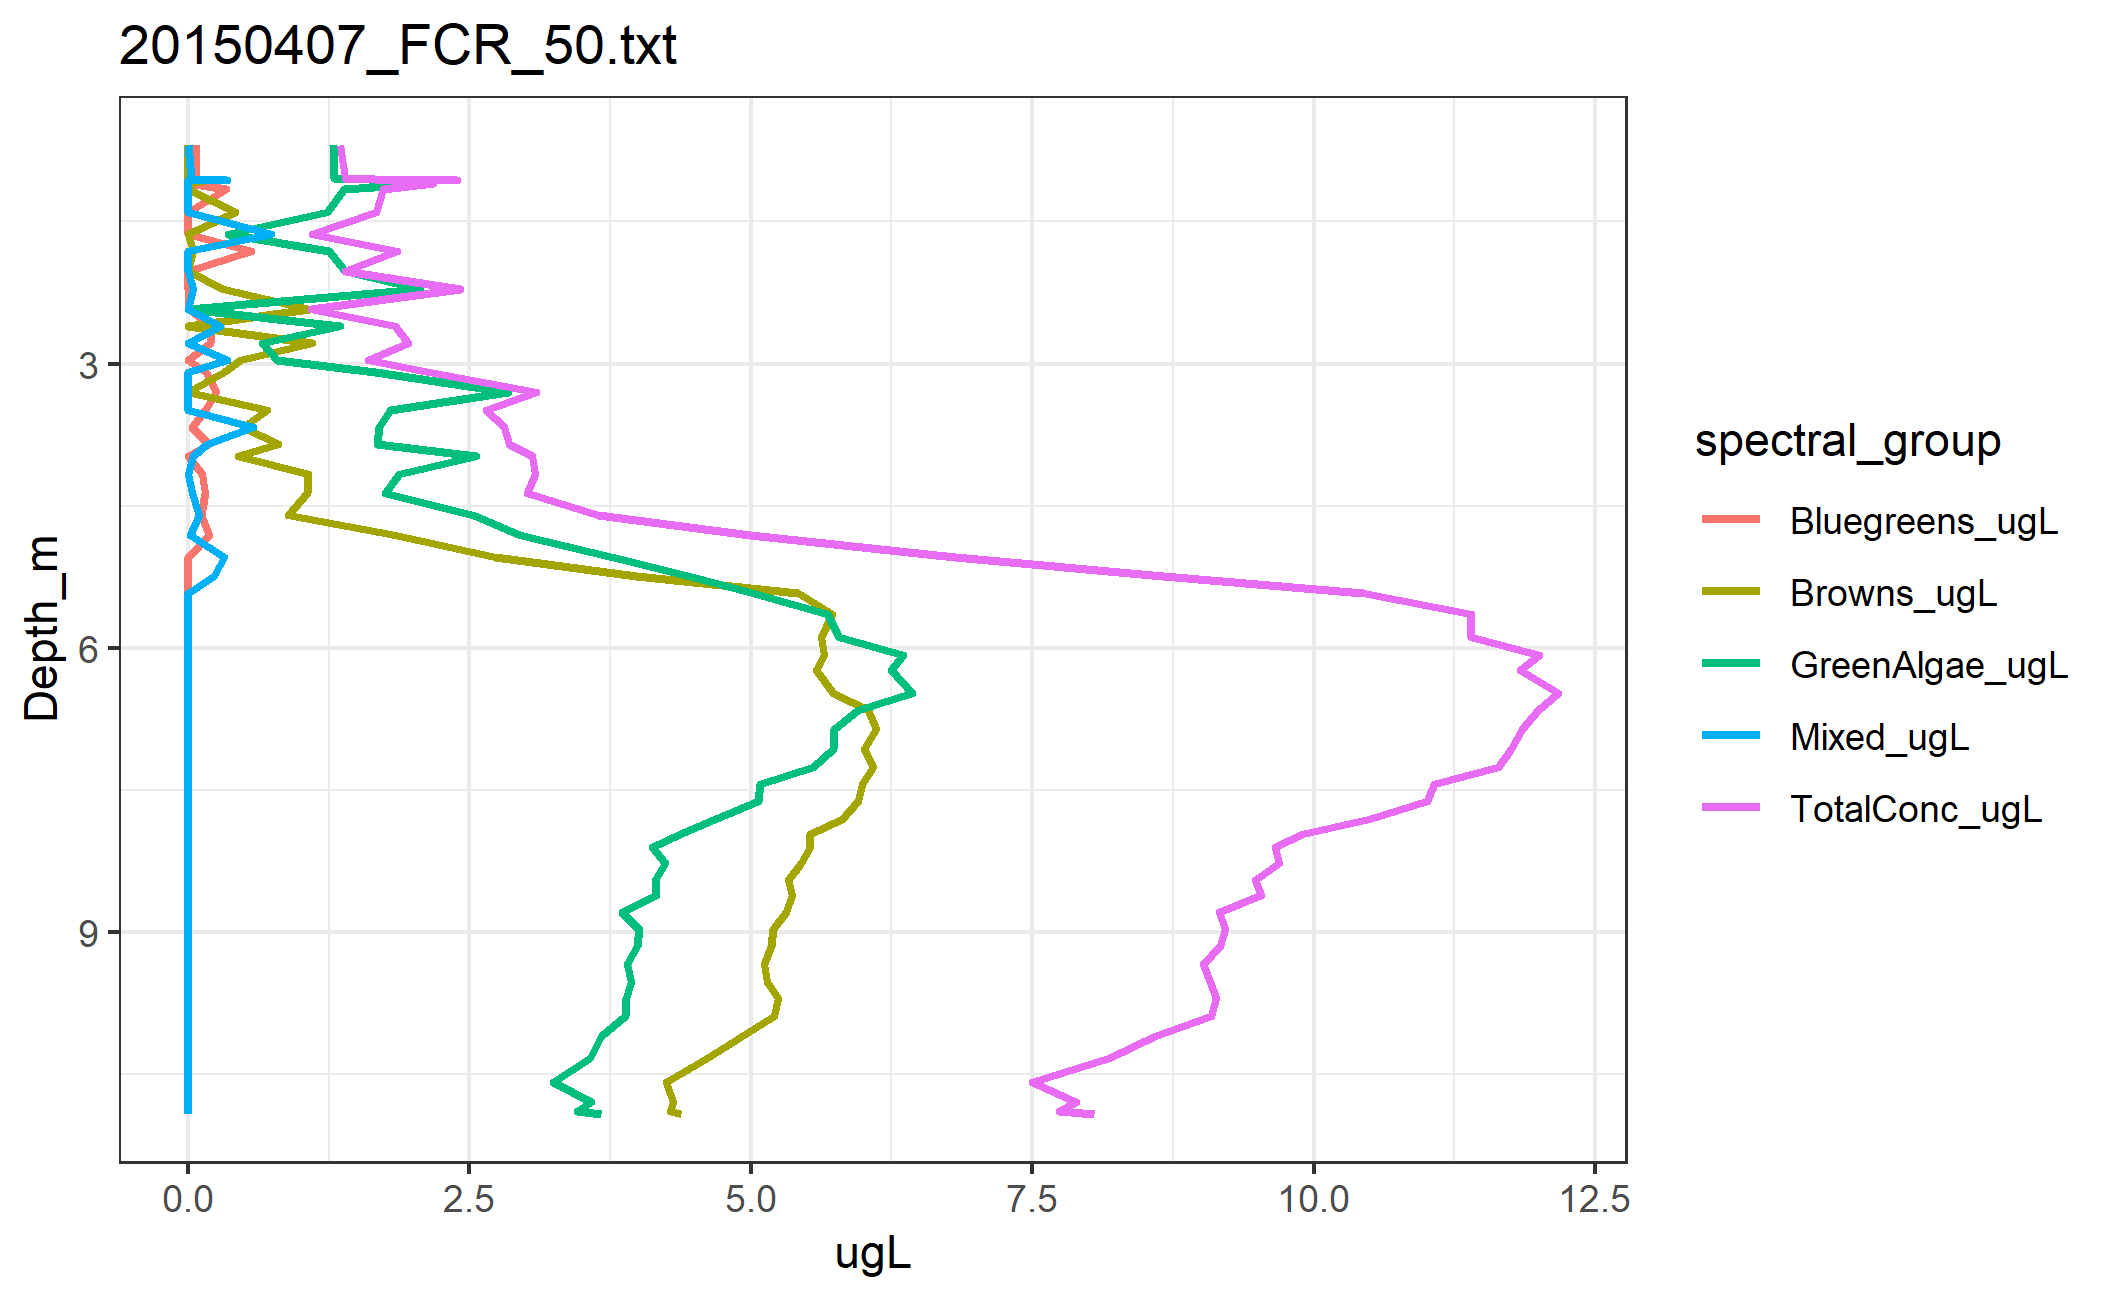 20150407_FCR_50.txt
Depth_m
3
6
9
0.0 2.5 5.0 7.5 10.0 12.5
ugL
spectral_group
Bluegreens_ugL
Browns_ugL
GreenAlgae_ugL
Mixed_ugL
TotalConc_ugL